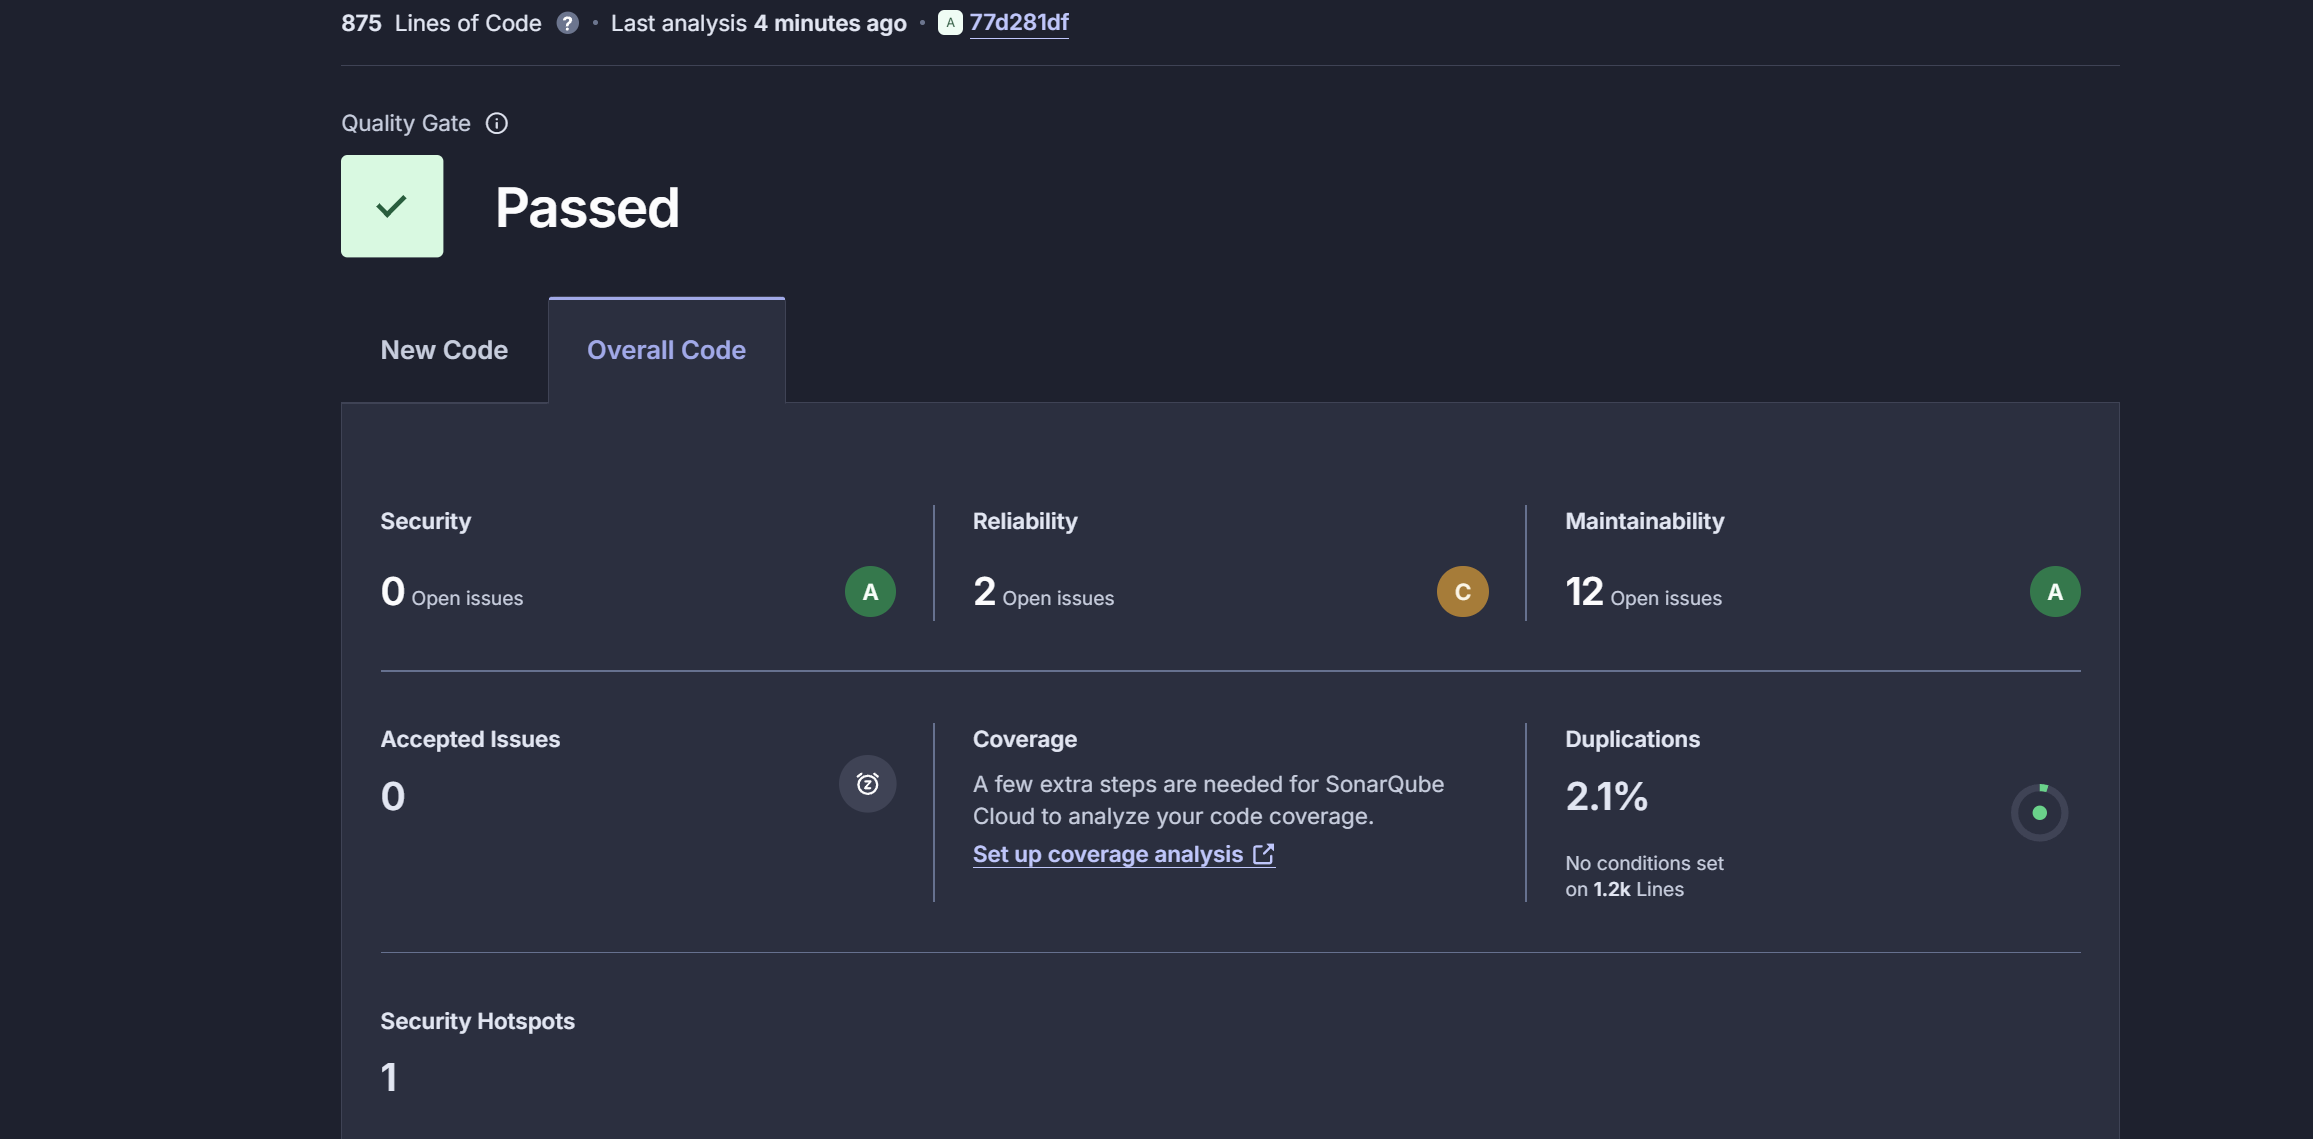 875 Lines of Code ? • Last analysis 4 minutes ago • A 77d281df
Quality Gate
Passed
New Code
Overall Code
Security
0 Open issues
A
Reliability
2 Open issues
C
Maintainability
12 Open issues
A
Accepted Issues
0
Coverage
A few extra steps are needed for SonarQube
Cloud to analyze your code coverage.
Set up coverage analysis
Duplications
2.1%
No conditions set
on 1.2k Lines
Security Hotspots
1